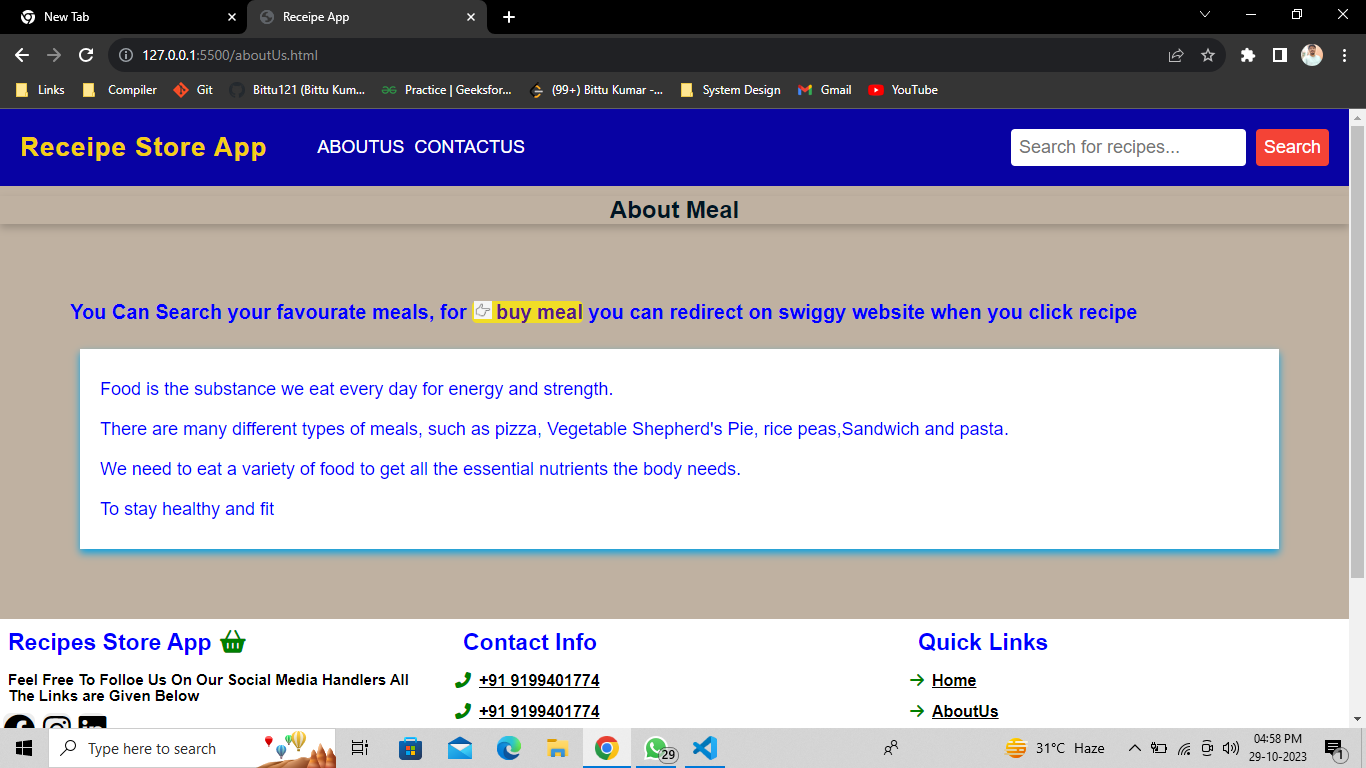 New Tab
Receipe App
127.0.0.1:5500/aboutUs.html
Links
Compiler
Git
Bittu121 (Bittu Kum...
Practice | Geeksfor...
(99+) Bittu Kumar -...
System Design
Gmail
YouTube
Receipe Store App
ABOUTUS CONTACTUS
Search for recipes...
Search
About Meal
You Can Search your favourate meals, for buy meal you can redirect on swiggy website when you click recipe
Food is the substance we eat every day for energy and strength.
There are many different types of meals, such as pizza, Vegetable Shepherd's Pie, rice peas,Sandwich and pasta.
We need to eat a variety of food to get all the essential nutrients the body needs.
To stay healthy and fit
Recipes Store App
Feel Free To Folloe Us On Our Social Media Handlers All
The Links are Given Below
Contact Info
+91 9199401774
+91 9199401774
Quick Links
Home
AboutUs
Type here to search
29
31°C Haze
04:58 PM
29-10-2023
1